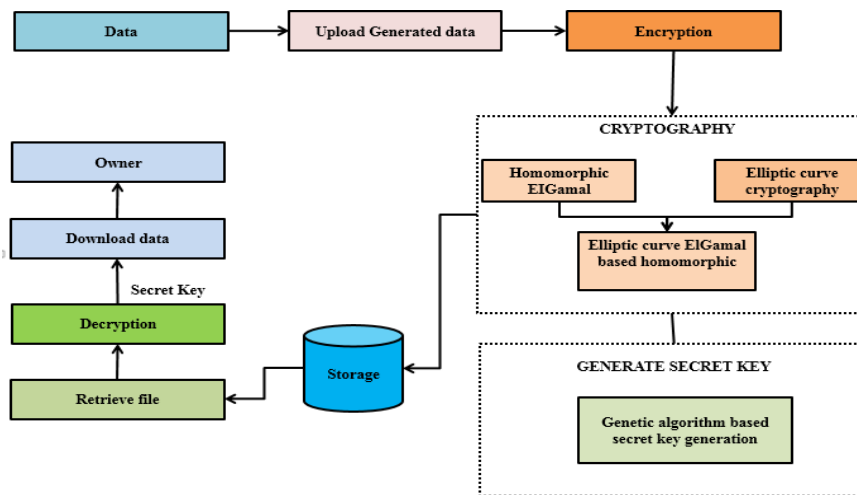 Data
Upload Generated data
Encryption
CRYPTOGRAPHY
Homomorphic
EIGamal
Elliptic curve
cryptography
Elliptic curve ElGamal
based homomorphic
Owner
Download data
Secret Key
Decryption
Retrieve file
Storage
GENERATE SECRET KEY
Genetic algorithm based
secret key generation